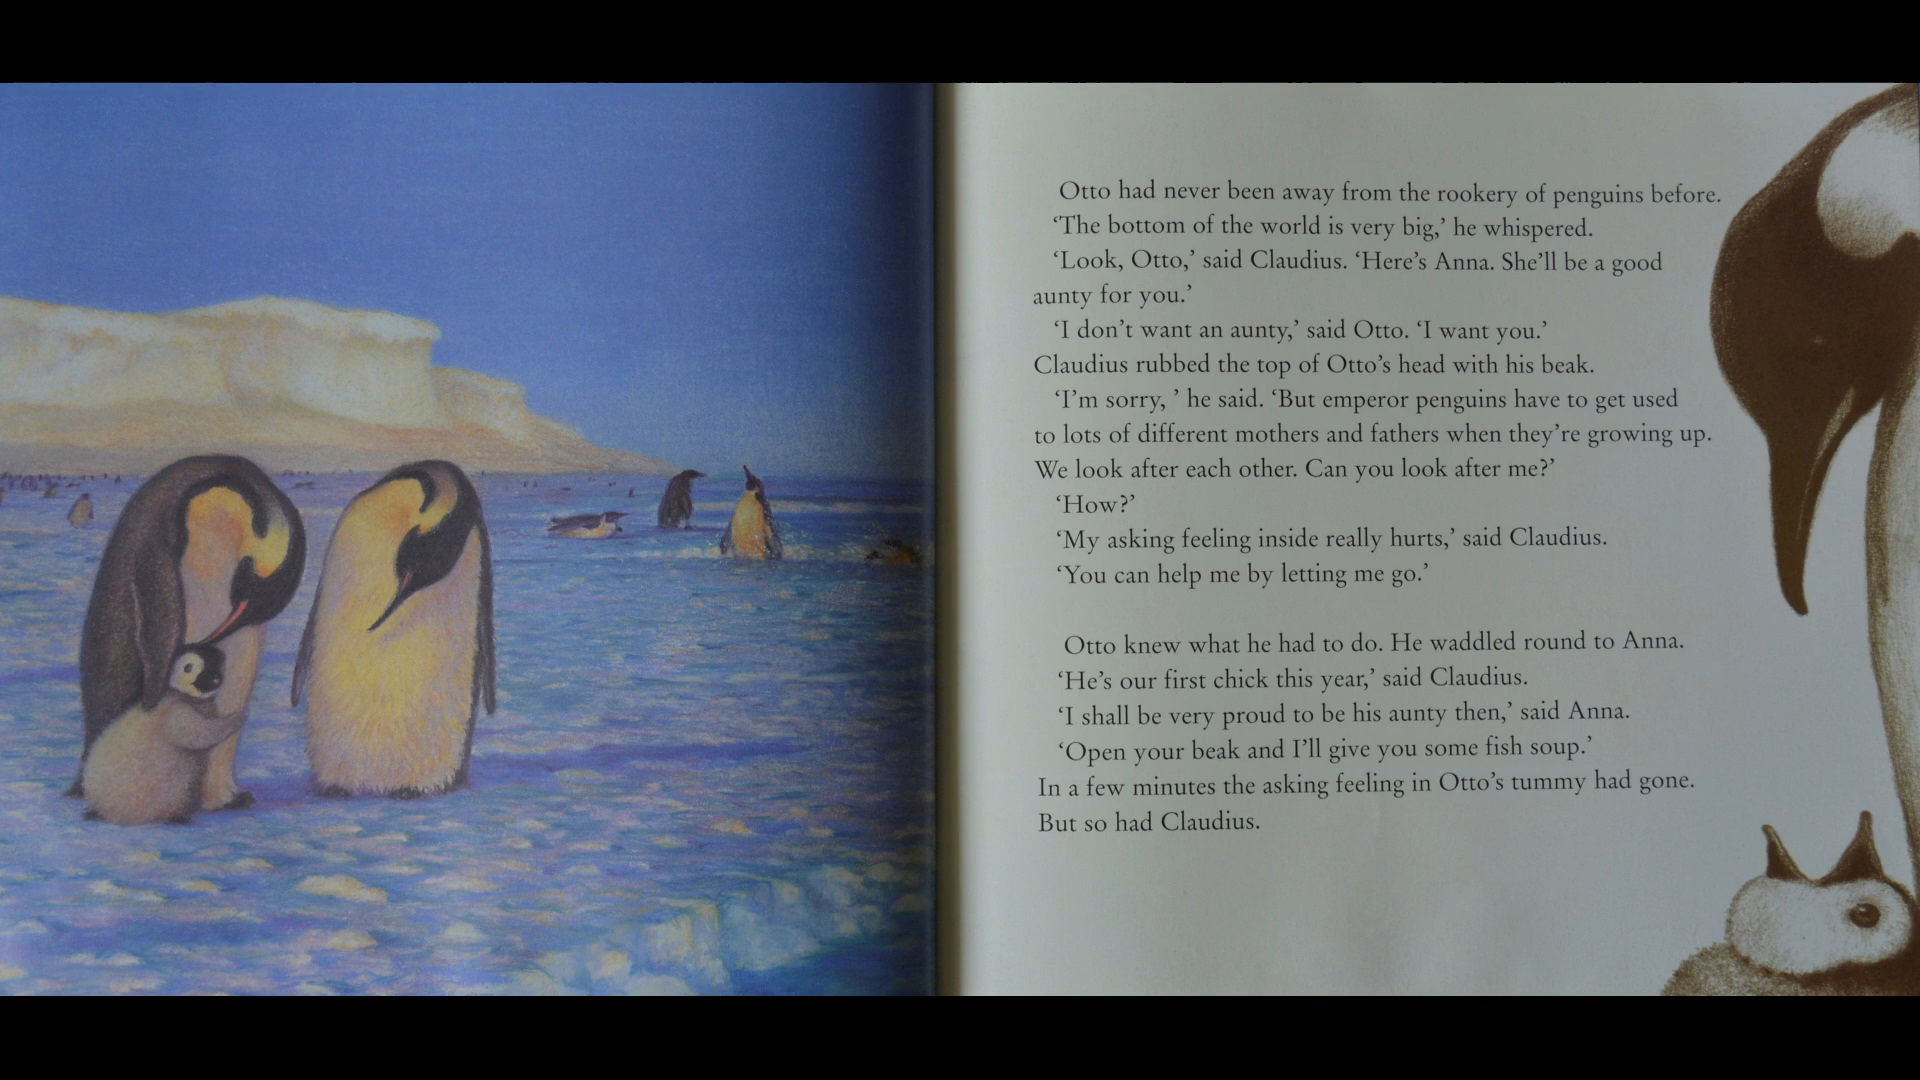 Otto had never been away from the rookery of penguins before.
‘The bottom of the world is very big,’ he whispered.
‘Look, Otto,’ said Claudius. ‘Here’s Anna. She’ll be a good
aunty for you.’
‘I don’t want an aunty,’ said Otto. ‘I want you.’
Claudius rubbed the top of Otto’s head with his beak.
‘I’m sorry, ’ he said. ‘But emperor penguins have to get used
to lots of different mothers and fathers when they’re growing up.
We look after each other. Can you look after me?’
‘How?’
‘My asking feeling inside really hurts,’ said Claudius.
‘You can help me by letting me go.’
Otto knew what he had to do. He waddled round to Anna.
‘He’s our first chick this year,’ said Claudius.
‘I shall be very proud to be his aunty then,’ said Anna.
‘Open your beak and I’ll give you some fish soup.’
In a few minutes the asking feeling in Otto’s tummy had gone.
But so had Claudius.